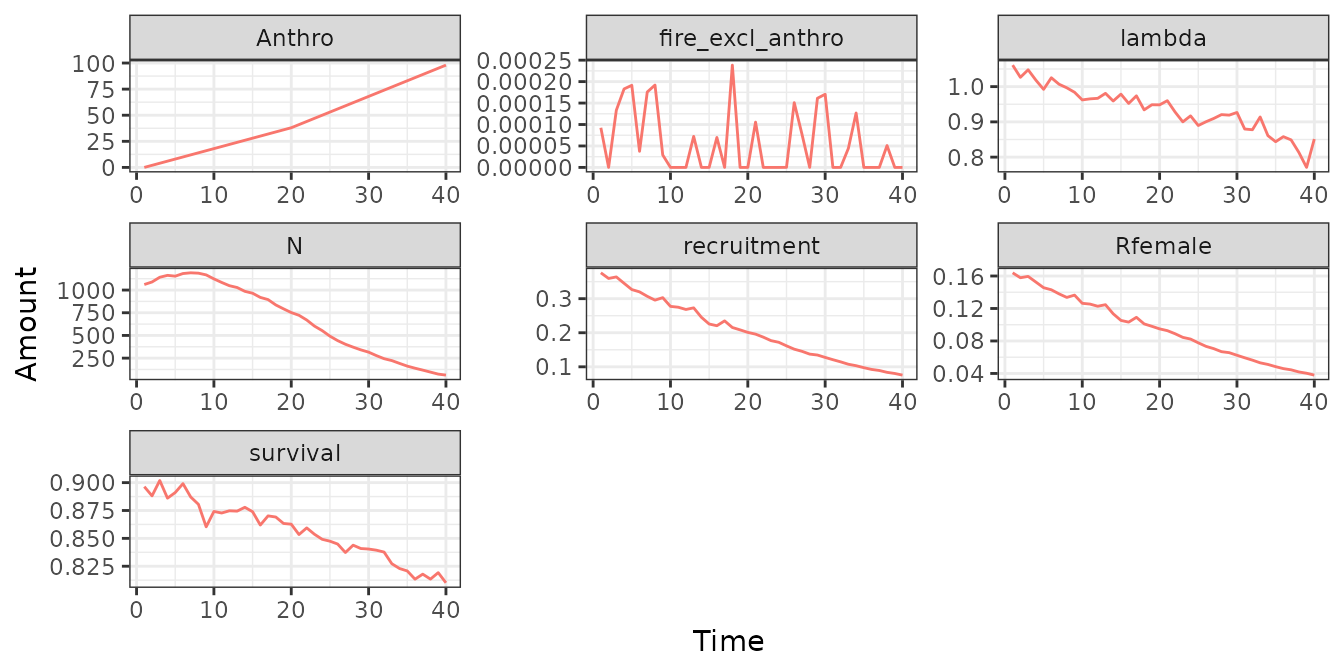 Anthro fire_excl_anthro lambda
100 0.00025
75 0.00020 1.0
50 0.00015 0.9
25 0.00010
0.00005 0.8
0 0.00000
0 10 20 30 40 0 10 20 30 40 0 10 20 30 40
N recruitment Rfemale
1000 0.3 0.16
750 0.2 0.12
500 0.08
250 0.1 0.04
0 10 20 30 40 0 10 20 30 40 0 10 20 30 40
survival
0.900
0.875
0.850
0.825
0 10 20 30 40
Amount
Time